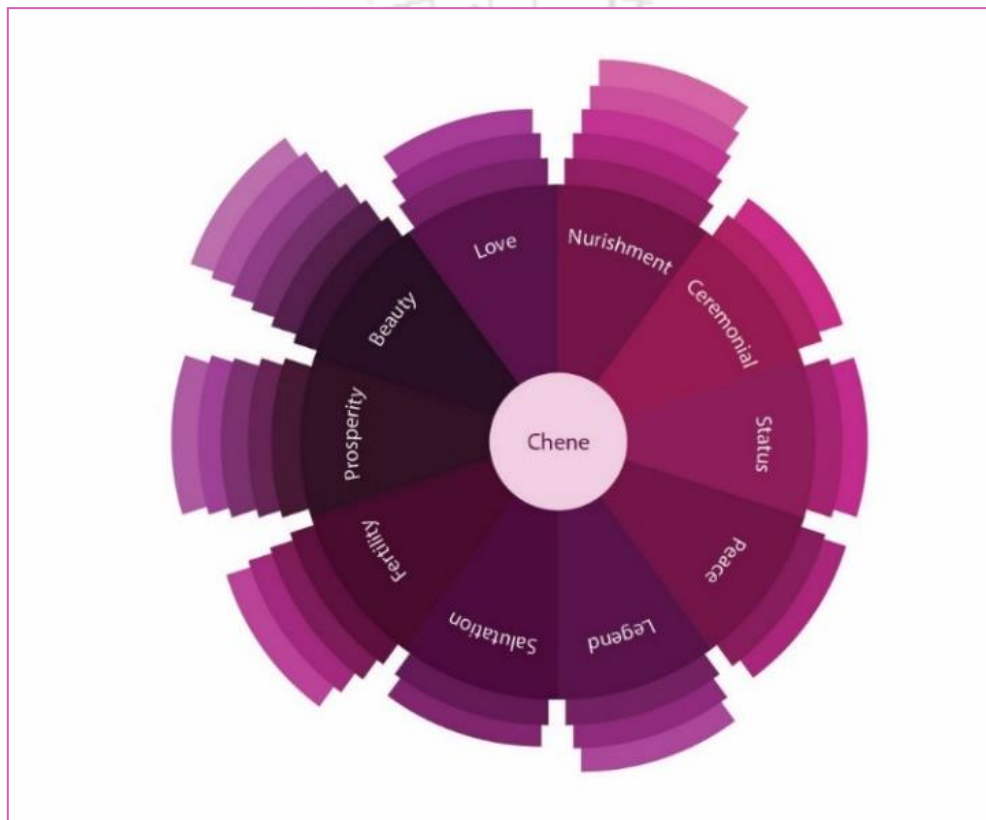 Love
Nurishment
Ceremonial
Status
Peace
Legend
Salutation
Fertility
Prosperity
Beauty
Chene